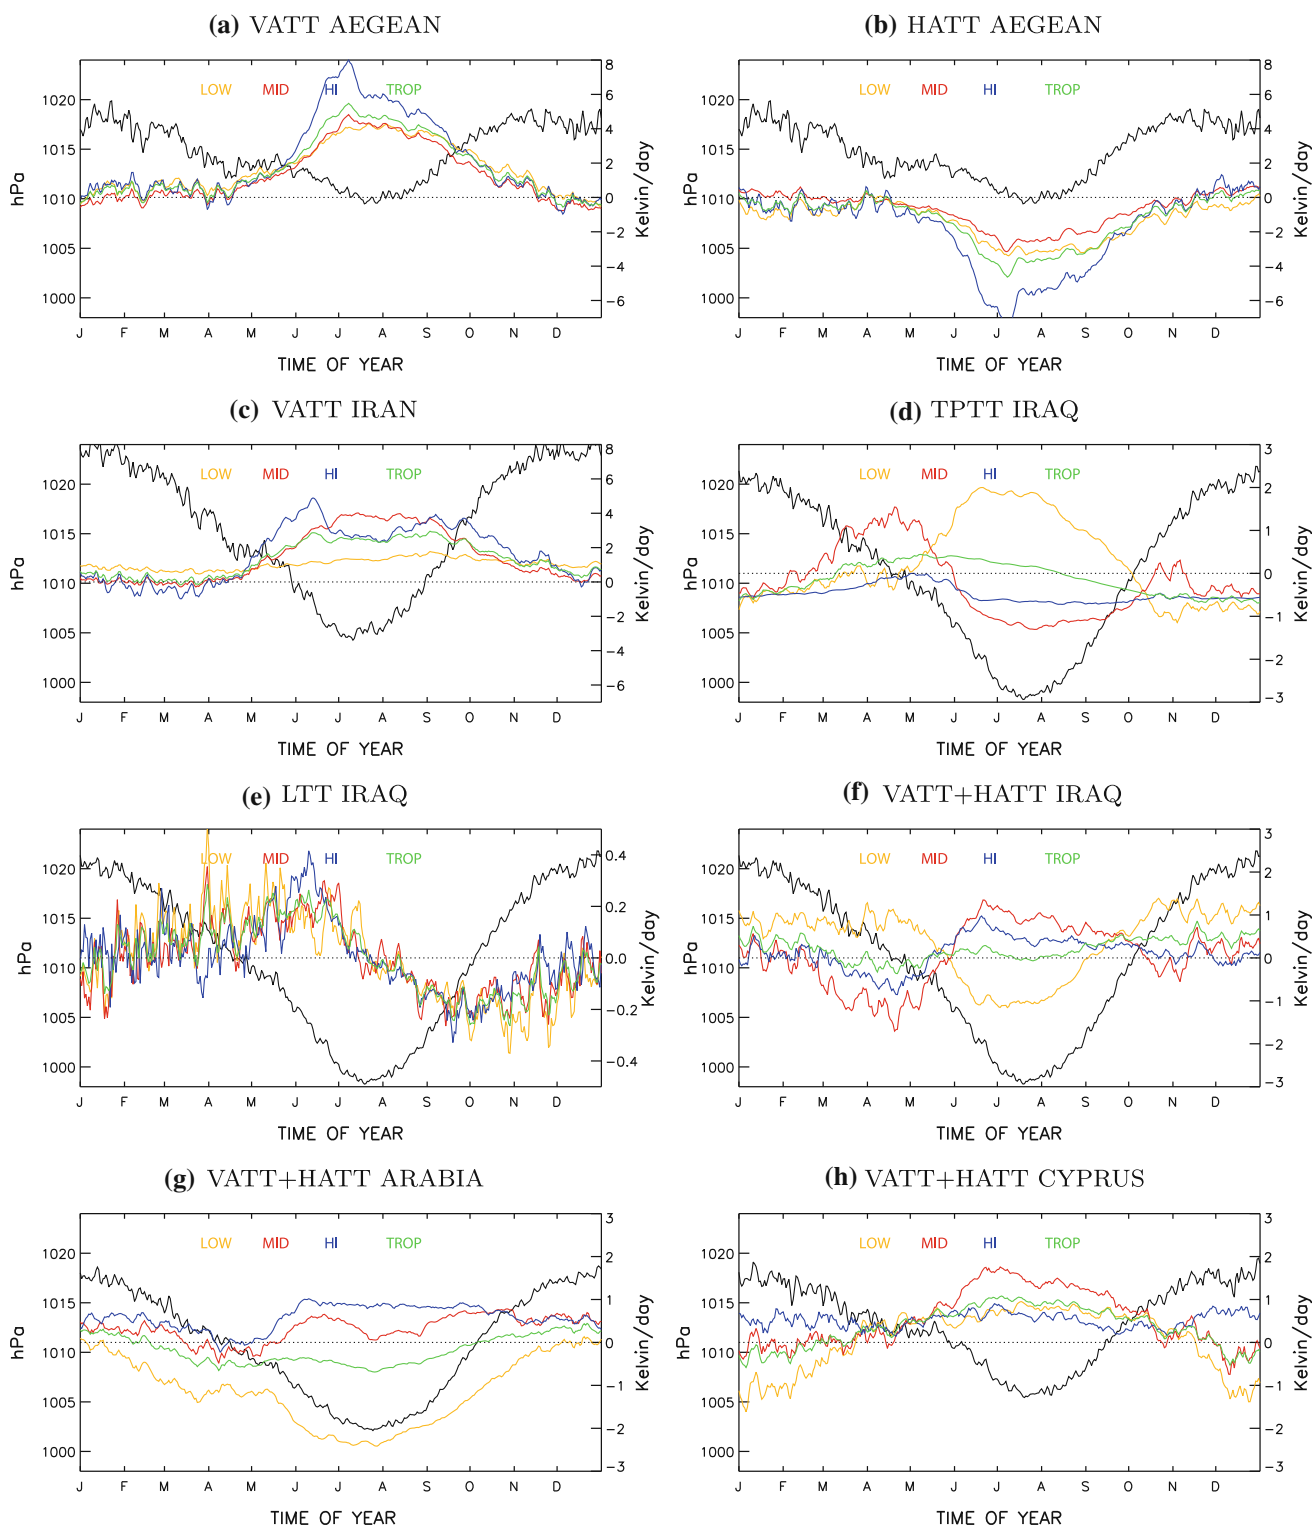 (a) VATT AEGEAN
LOW MID HI TROP
1020
1015
1010
1005
1000
hPa
8
6
4
2
0
−2
−4
−6
Kelvin/day
J F M A M J J A S O N D
TIME OF YEAR
(b) HATT AEGEAN
LOW MID HI TROP
1020
1015
1010
1005
1000
hPa
8
6
4
2
0
−2
−4
−6
Kelvin/day
J F M A M J J A S O N D
TIME OF YEAR
(c) VATT IRAN
LOW MID HI TROP
1020
1015
1010
1005
1000
hPa
8
6
4
2
0
−2
−4
−6
Kelvin/day
J F M A M J J A S O N D
TIME OF YEAR
(d) TPTT IRAQ
LOW MID HI TROP
1020
1015
1010
1005
1000
hPa
3
2
1
0
−1
−2
−3
Kelvin/day
J F M A M J J A S O N D
TIME OF YEAR
(e) LTT IRAQ
LOW MID HI TROP
1020
1015
1010
1005
1000
hPa
0.4
0.2
0.0
−0.2
−0.4
Kelvin/day
J F M A M J J A S O N D
TIME OF YEAR
(f) VATT+HATT IRAQ
LOW MID HI TROP
1020
1015
1010
1005
1000
hPa
3
2
1
0
−1
−2
−3
Kelvin/day
J F M A M J J A S O N D
TIME OF YEAR
(g) VATT+HATT ARABIA
LOW MID HI TROP
1020
1015
1010
1005
1000
hPa
3
2
1
0
−1
−2
−3
Kelvin/day
J F M A M J J A S O N D
TIME OF YEAR
(h) VATT+HATT CYPRUS
LOW MID HI TROP
1020
1015
1010
1005
1000
hPa
3
2
1
0
−1
−2
−3
Kelvin/day
J F M A M J J A S O N D
TIME OF YEAR